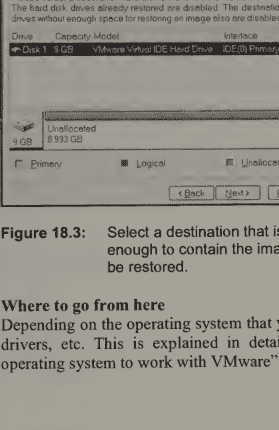 The hard disk drives already restored are disabled. The destinatio
drives without enough space for restoring an image also are disabled
Drive Capacity Model Interface
Disk 1 9 GB VMware Virtual IDE Hard Drive IDE(0) Primary
Unallocated
9 GB 8.993 GB
Primary Logical Unallocat
< Back Next >
Figure 18.3: Select a destination that is
enough to contain the ima
be restored.
Where to go from here
Depending on the operating system that y
drivers, etc. This is explained in detai
operating system to work with VMware”